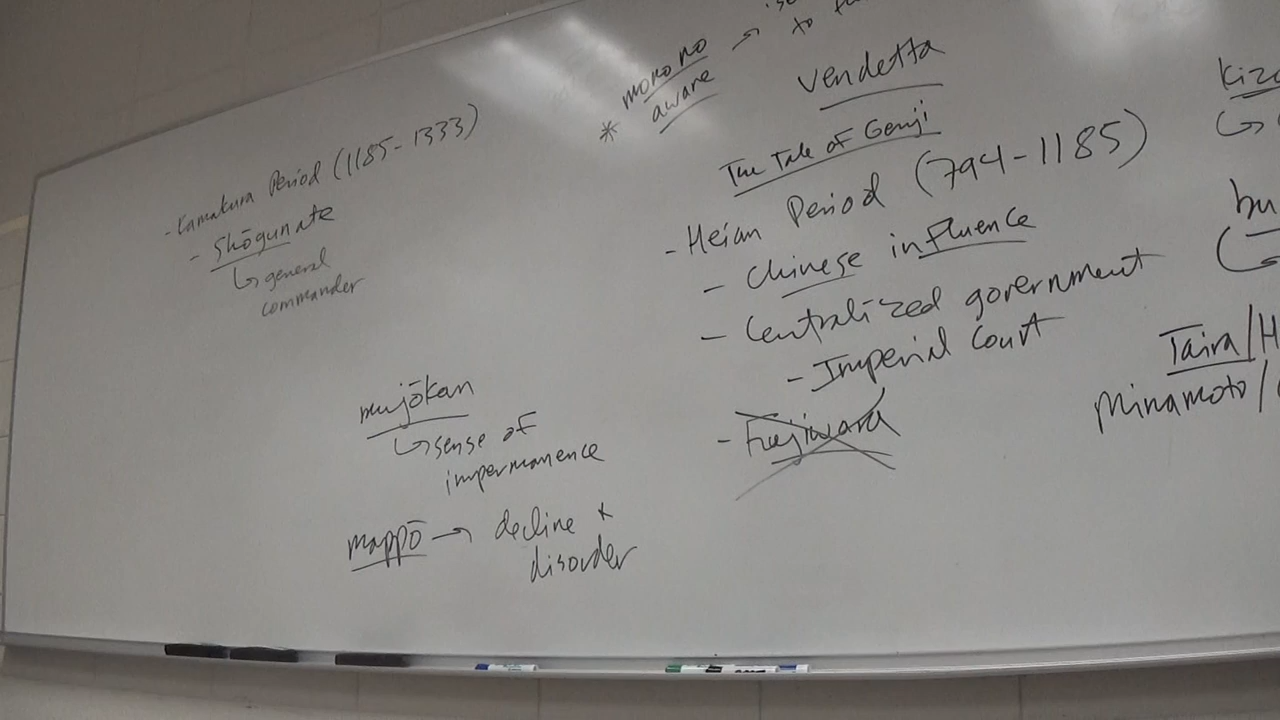 - Kamakura Period (1185-1333)
- Shōgunate
↳ general
commander
mujōkan
↳ sense of
impermanence
mappō → decline +
disorder
* mono no
aware →
to
Vendetta
The Tale of Genji
- Heian Period (794-1185)
- Chinese influence
- Centralized government
- Imperial Court
- Fujiwara
Taira/H
Minamoto/